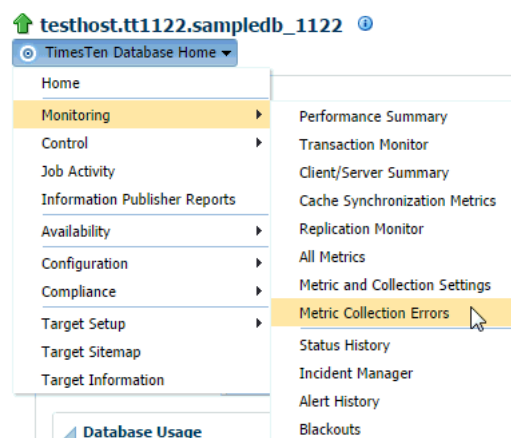 testhost.tt1122.sampledb_1122
TimesTen Database Home
Home
Monitoring
Control
Job Activity
Information Publisher Reports
Availability
Configuration
Compliance
Target Setup
Target Sitemap
Target Information
Performance Summary
Transaction Monitor
Client/Server Summary
Cache Synchronization Metrics
Replication Monitor
All Metrics
Metric and Collection Settings
Metric Collection Errors
Status History
Incident Manager
Alert History
Blackouts
Database Usage